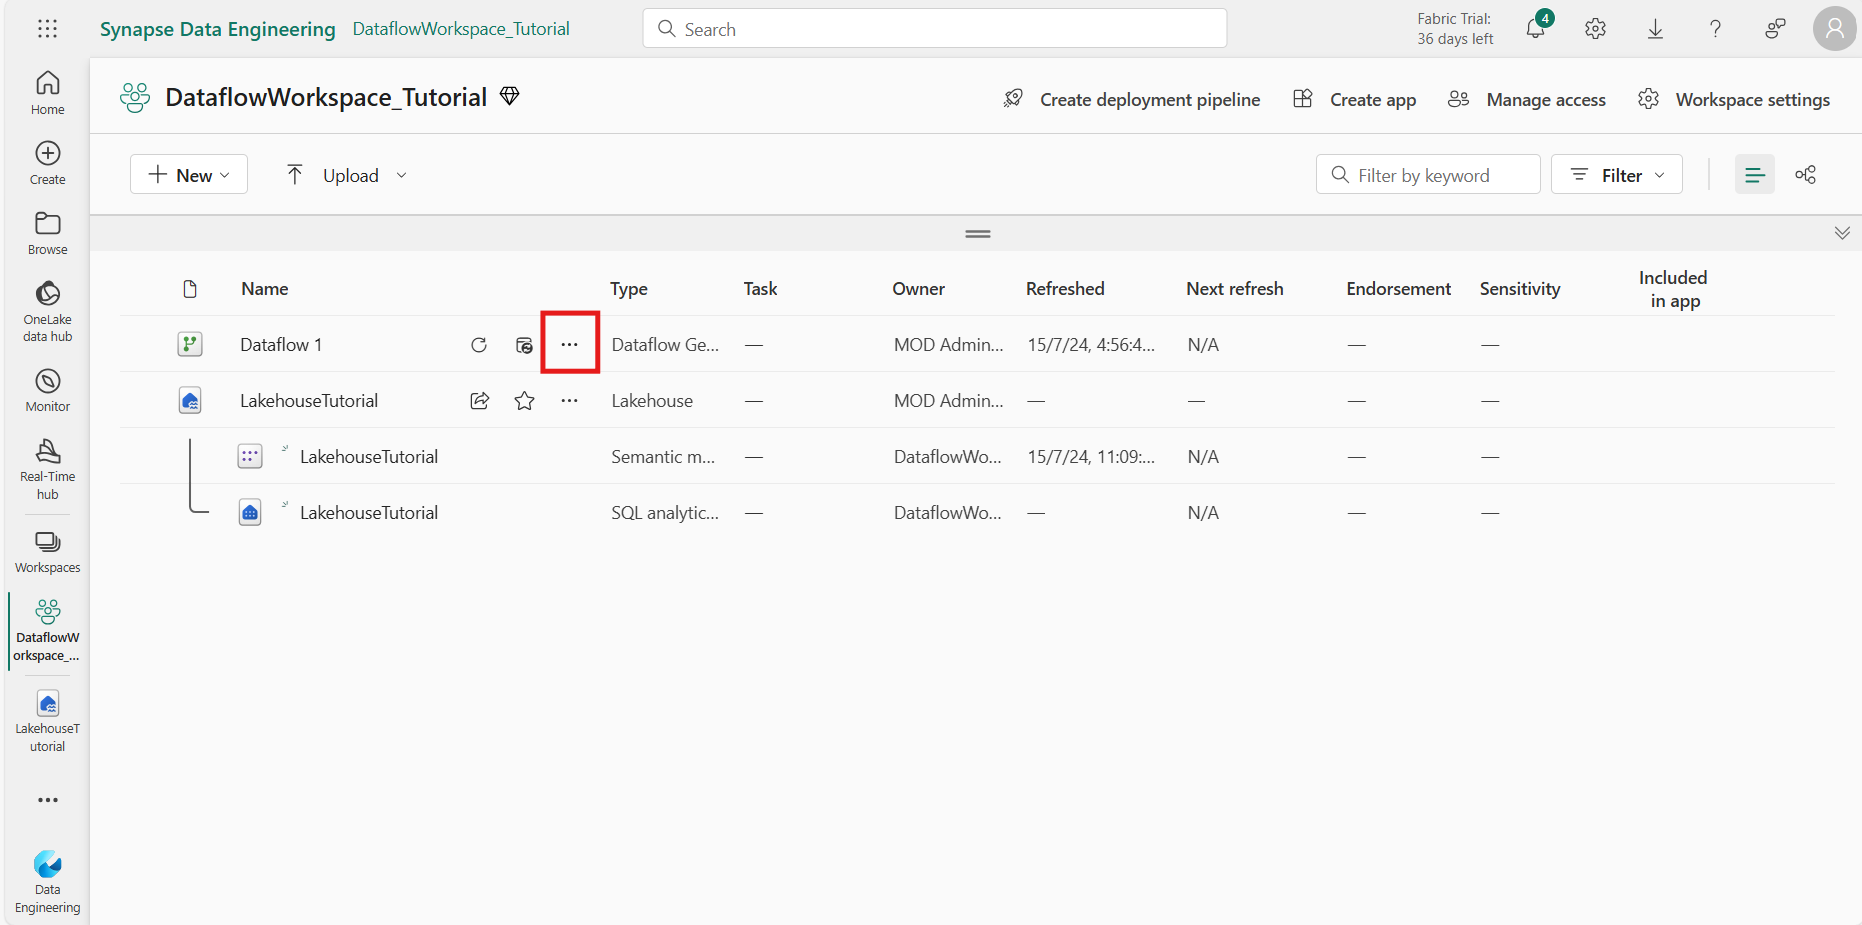 Synapse Data Engineering DataflowWorkspace_Tutorial Search Fabric Trial:
36 days left 4
Home
Create
Browse
OneLake
data hub
Monitor
Real-Time
hub
Workspaces
DataflowW
orkspace_...
LakehouseT
utorial
Data
Engineering
DataflowWorkspace_Tutorial Create deployment pipeline Create app Manage access Workspace settings
New Upload Filter by keyword Filter
Name Type Task Owner Refreshed Next refresh Endorsement Sensitivity Included
in app
Dataflow 1 Dataflow Ge... — MOD Admin... 15/7/24, 4:56:4... N/A — —
LakehouseTutorial Lakehouse — MOD Admin... — — — —
LakehouseTutorial Semantic m... — DataflowWo... 15/7/24, 11:09:... N/A — —
LakehouseTutorial SQL analytic... — DataflowWo... — N/A — —